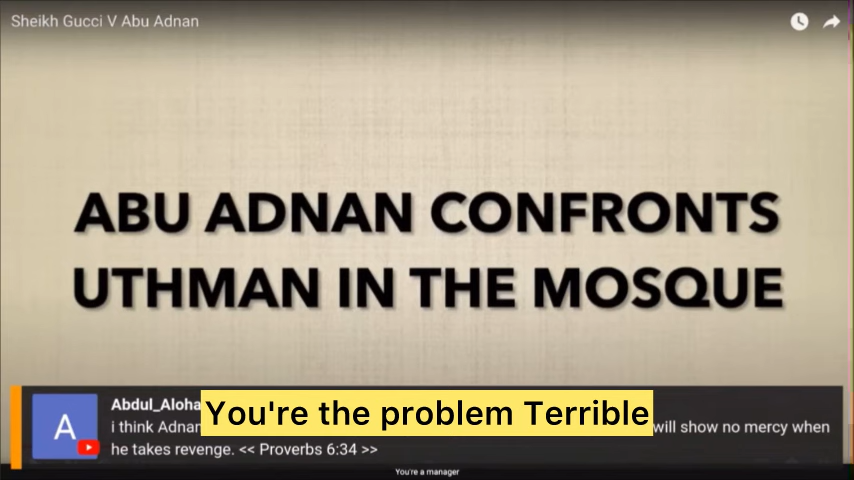 Sheikh Gucci V Abu Adnan
ABU ADNAN CONFRONTS
UTHMAN IN THE MOSQUE
A
Abdul_Aloha
You're the problem Terrible
i think Adnan will show no mercy when
he takes revenge. << Proverbs 6:34 >>
You're a manager